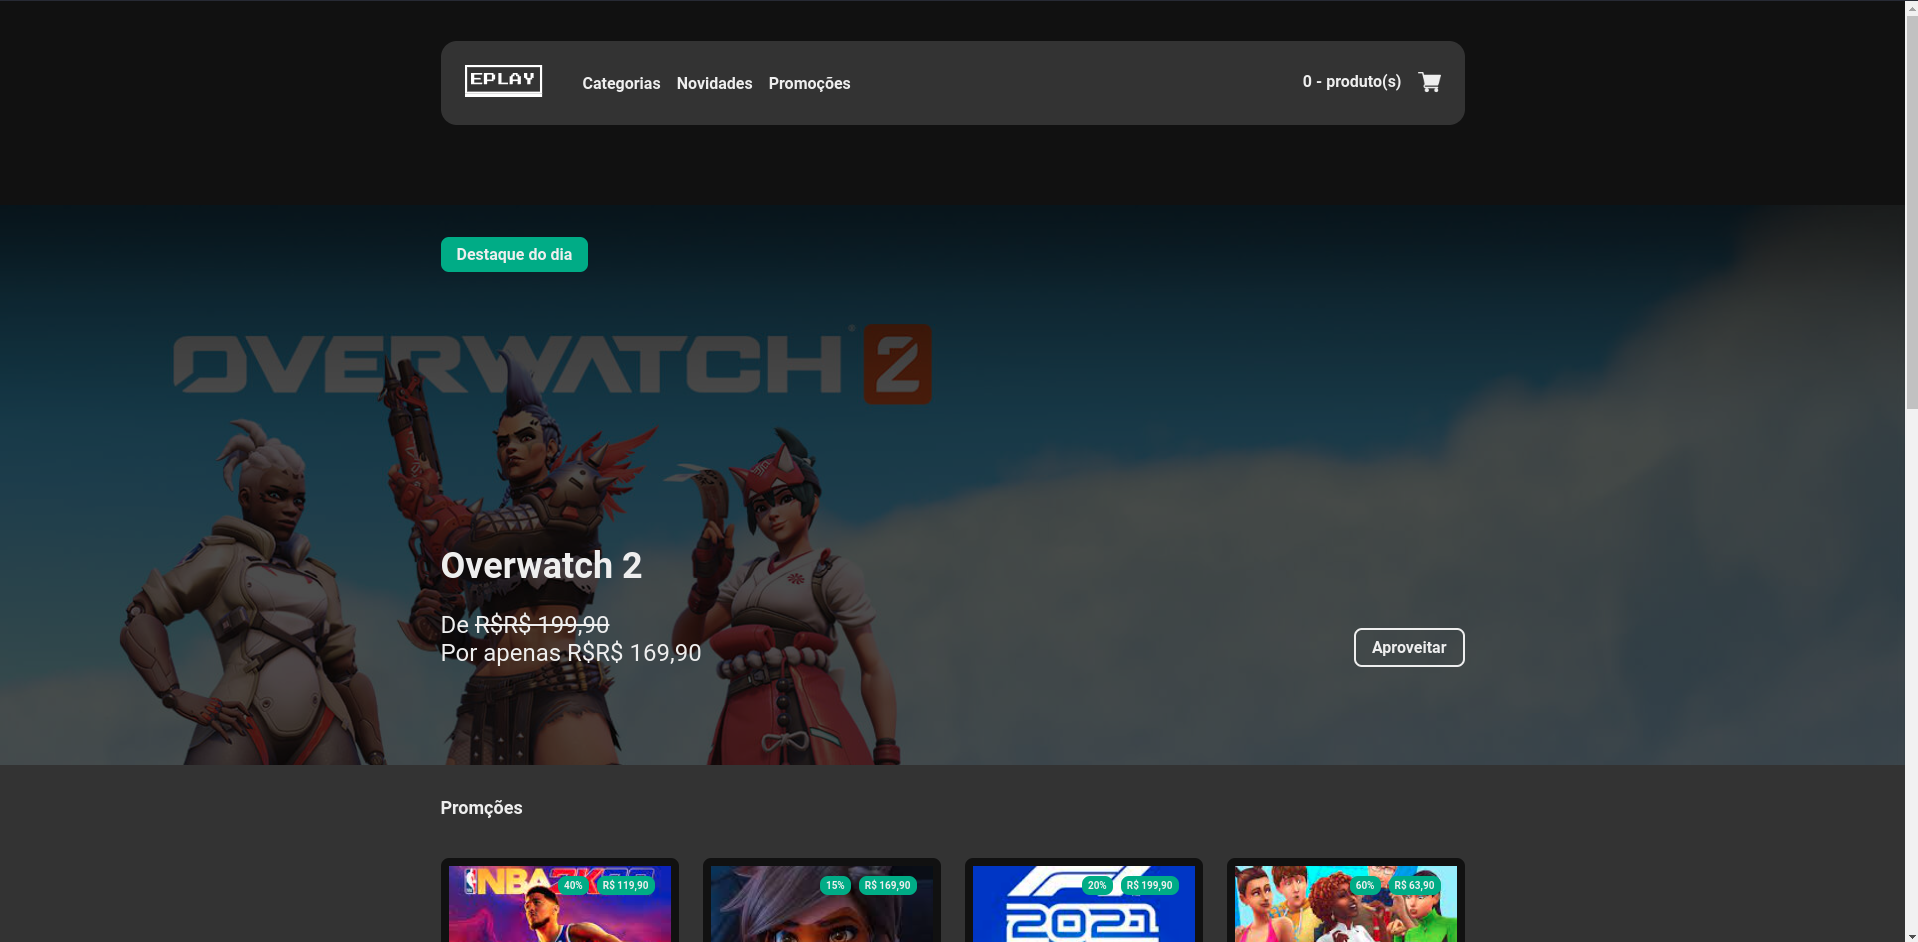 EPLAY
Categorias Novidades Promoções
0 - produto(s)
Destaque do dia
OVERWATCH 2
Overwatch 2
De R$R$ 199,90
Por apenas R$R$ 169,90
Aproveitar
Promções
NBA 2K
40% R$ 119,90
15% R$ 169,90
20% R$ 199,90
60% R$ 63,90
2021